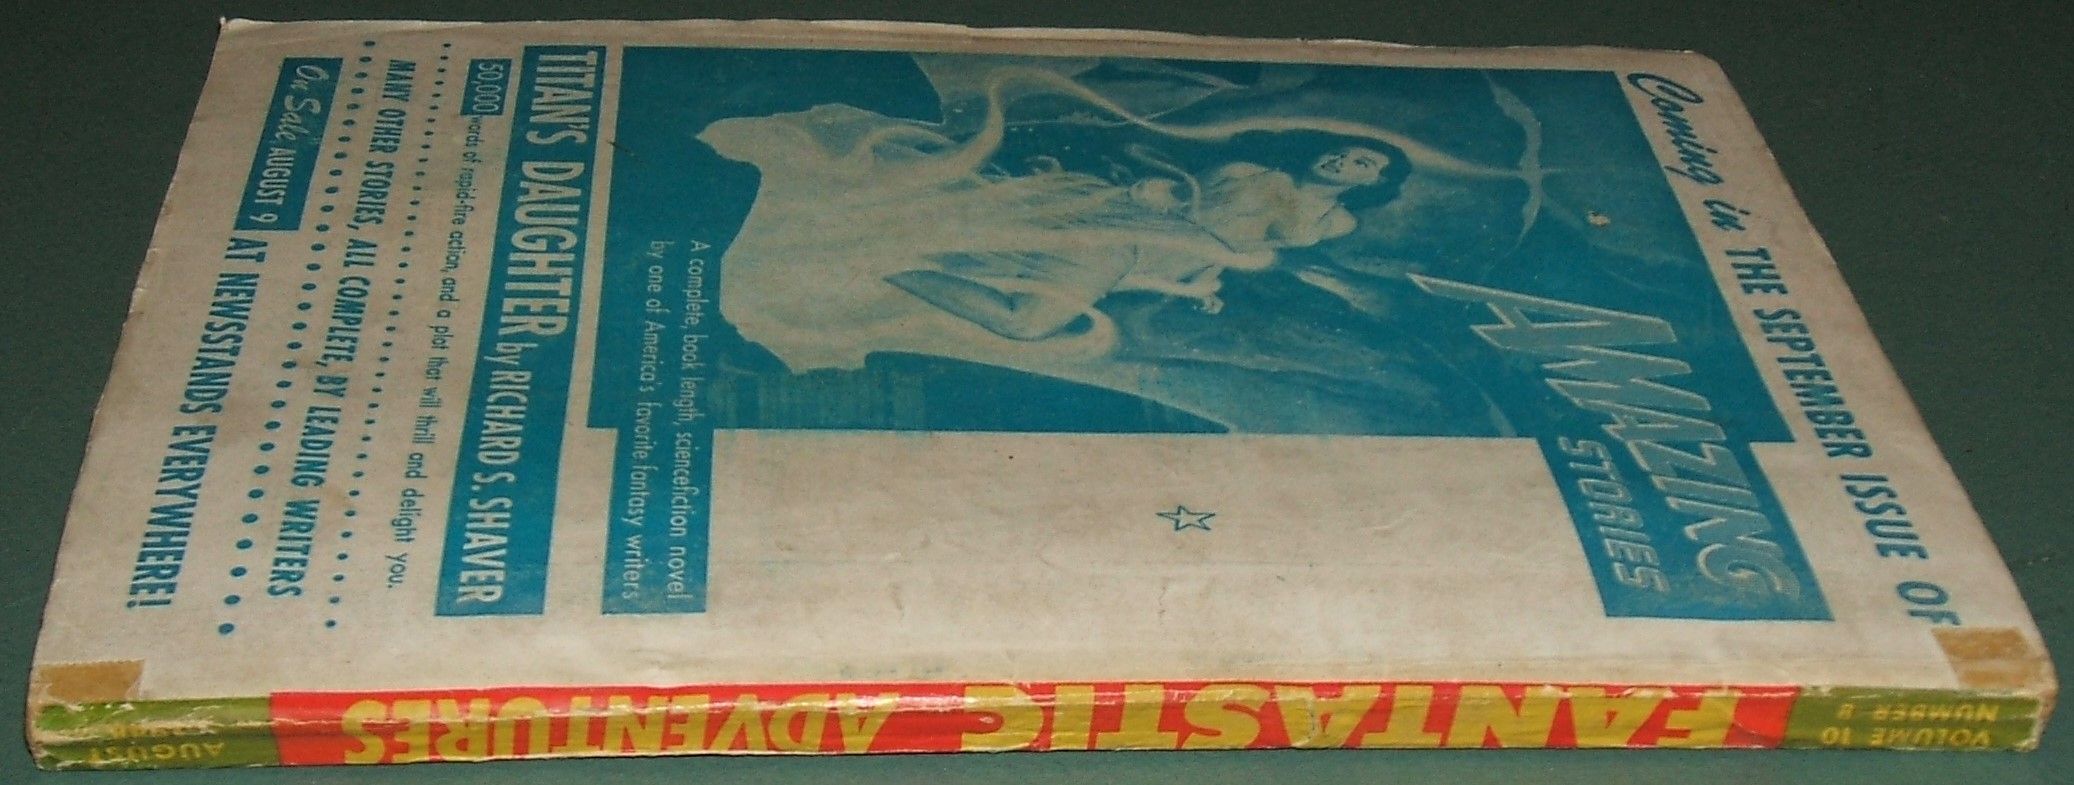 Coming in THE SEPTEMBER ISSUE OF
AMAZING
STORIES
A complete, book length, sciencefiction novel
by one of America's favorite fantasy writers
TITAN'S DAUGHTER by RICHARD S. SHAVER
50,000 words of rapid-fire action, and a plot that will thrill and delight you.
MANY OTHER STORIES, ALL COMPLETE, BY LEADING WRITERS
On Sale AUGUST 9 AT NEWSSTANDS EVERYWHERE!
VOLUME 10
NUMBER 8
FANTASTIC ADVENTURES
AUGUST